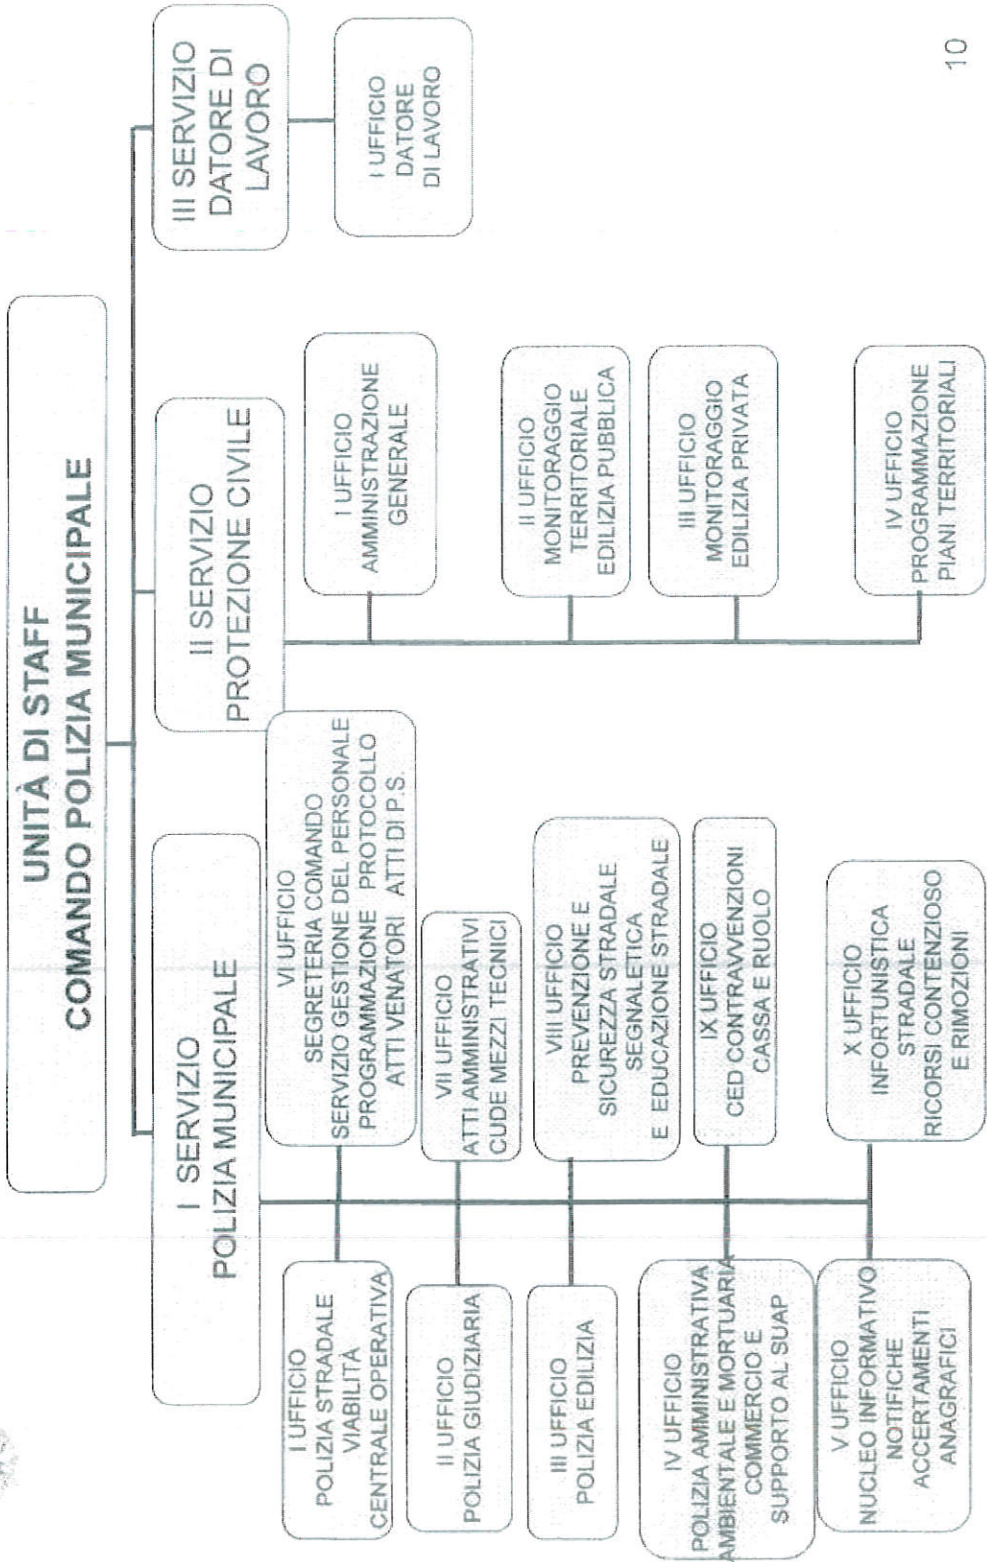 UNITÀ DI STAFF
COMANDO POLIZIA MUNICIPALE
I SERVIZIO
POLIZIA MUNICIPALE
I UFFICIO
POLIZIA STRADALE
VIABILITÀ
CENTRALE OPERATIVA
II UFFICIO
POLIZIA GIUDIZIARIA
III UFFICIO
POLIZIA EDILIZIA
IV UFFICIO
POLIZIA AMMINISTRATIVA
AMBIENTALE E MORTUARIA
COMMERCIO E
SUPPORTO AL SUAP
V UFFICIO
NUCLEO INFORMATIVO
NOTIFICHE
ACCERTAMENTI
ANAGRAFICI
VI UFFICIO
SEGRETERIA COMANDO
SERVIZIO GESTIONE DEL PERSONALE
PROGRAMMAZIONE PROTOCOLLO
ATTI VENATORI ATTI DI P.S.
VII UFFICIO
ATTI AMMINISTRATIVI
CUDE MEZZI TECNICI
VIII UFFICIO
PREVENZIONE E
SICUREZZA STRADALE
SEGNALETICA
E EDUCAZIONE STRADALE
IX UFFICIO
CED CONTRAVVENZIONI
CASSA E RUOLO
X UFFICIO
INFORTUNISTICA
STRADALE
RICORSI CONTENZIOSO
E RIMOZIONI
II SERVIZIO
PROTEZIONE CIVILE
I UFFICIO
AMMINISTRAZIONE
GENERALE
II UFFICIO
MONITORAGGIO
TERRITORIALE
EDILIZIA PUBBLICA
III UFFICIO
MONITORAGGIO
EDILIZIA PRIVATA
IV UFFICIO
PROGRAMMAZIONE
PIANI TERRITORIALI
III SERVIZIO
DATORE DI
LAVORO
I UFFICIO
DATORE
DI LAVORO
10